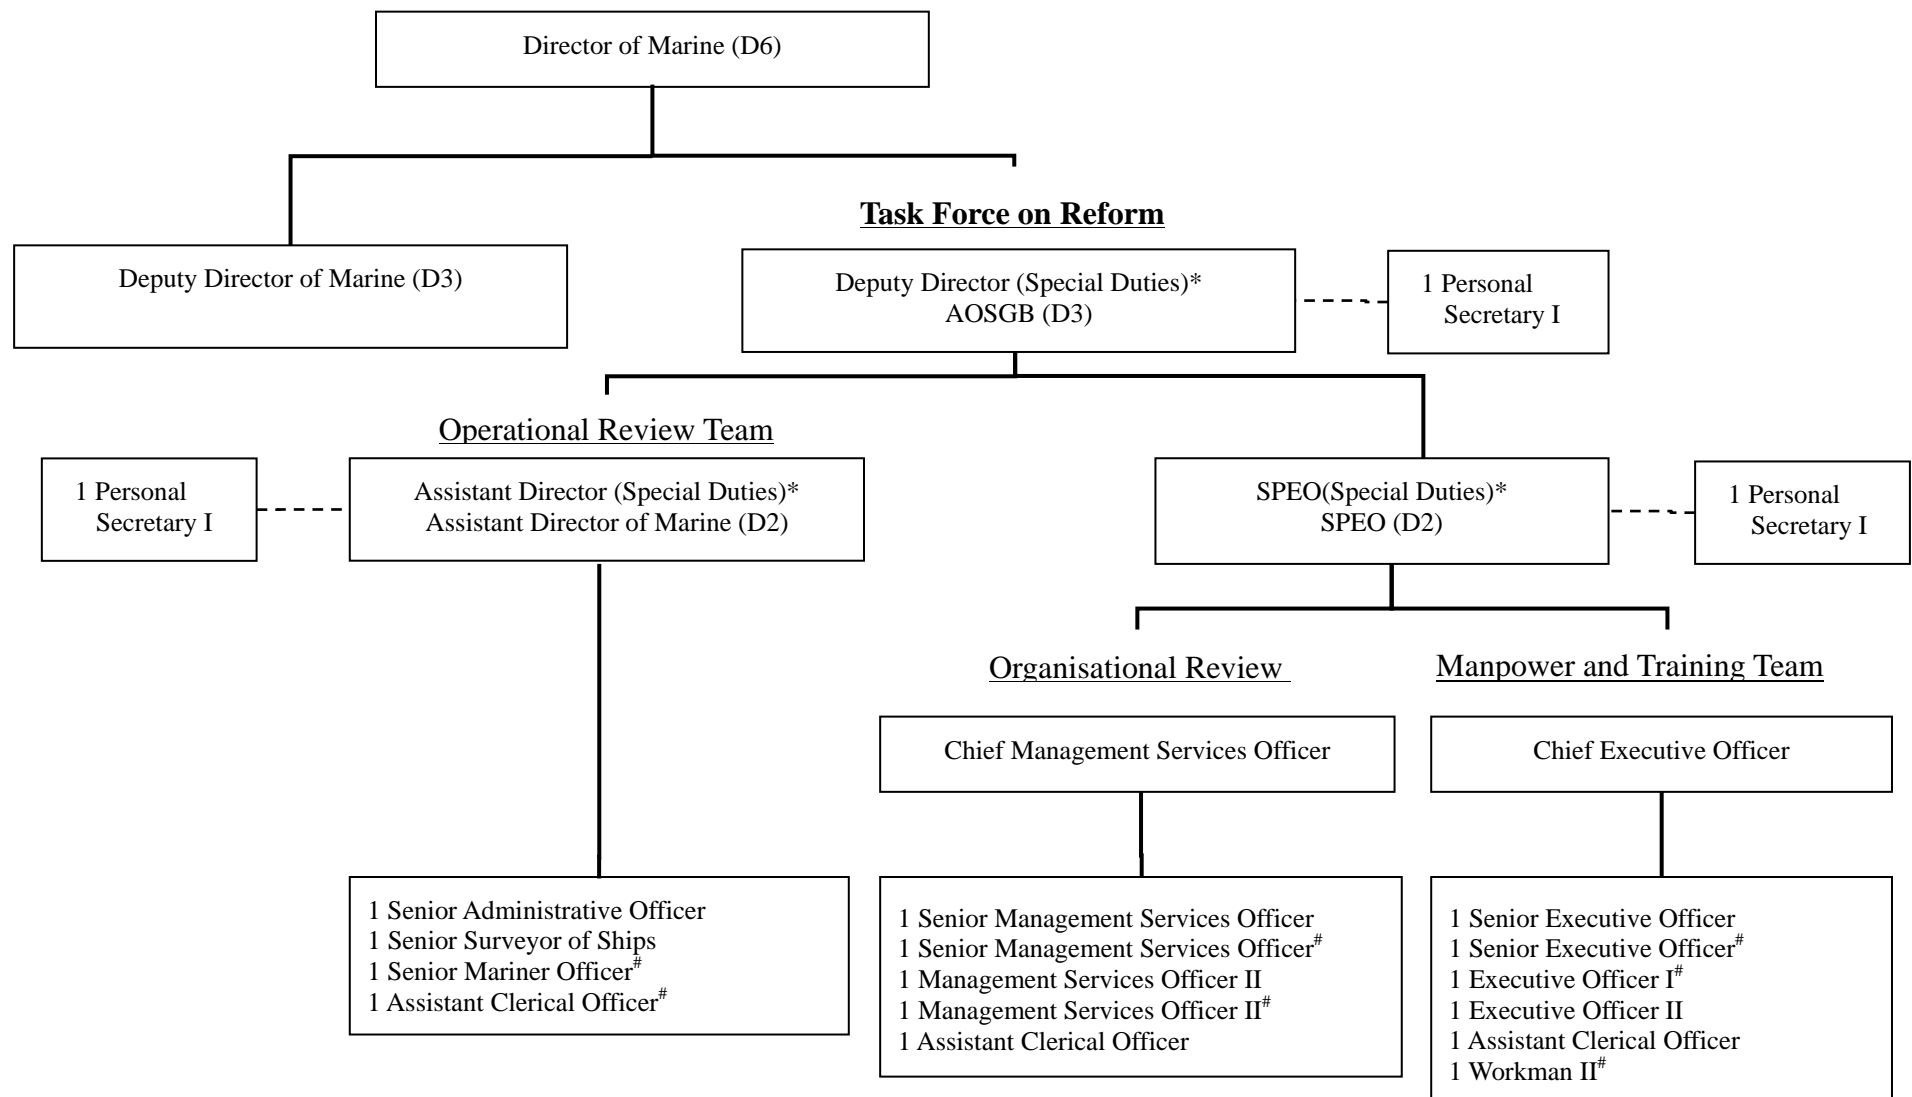 Director of Marine (D6)
Task Force on Reform
Deputy Director of Marine (D3)
Deputy Director (Special Duties)*
AOSGB (D3)
1 Personal
Secretary I
Operational Review Team
1 Personal
Secretary I
Assistant Director (Special Duties)*
Assistant Director of Marine (D2)
SPEO(Special Duties)*
SPEO (D2)
1 Personal
Secretary I
Organisational Review
Manpower and Training Team
Chief Management Services Officer
Chief Executive Officer
1 Senior Administrative Officer
1 Senior Surveyor of Ships
1 Senior Mariner Officer#
1 Assistant Clerical Officer#
1 Senior Management Services Officer
1 Senior Management Services Officer#
1 Management Services Officer II
1 Management Services Officer II#
1 Assistant Clerical Officer
1 Senior Executive Officer
1 Senior Executive Officer#
1 Executive Officer I#
1 Executive Officer II
1 Assistant Clerical Officer
1 Workman II#